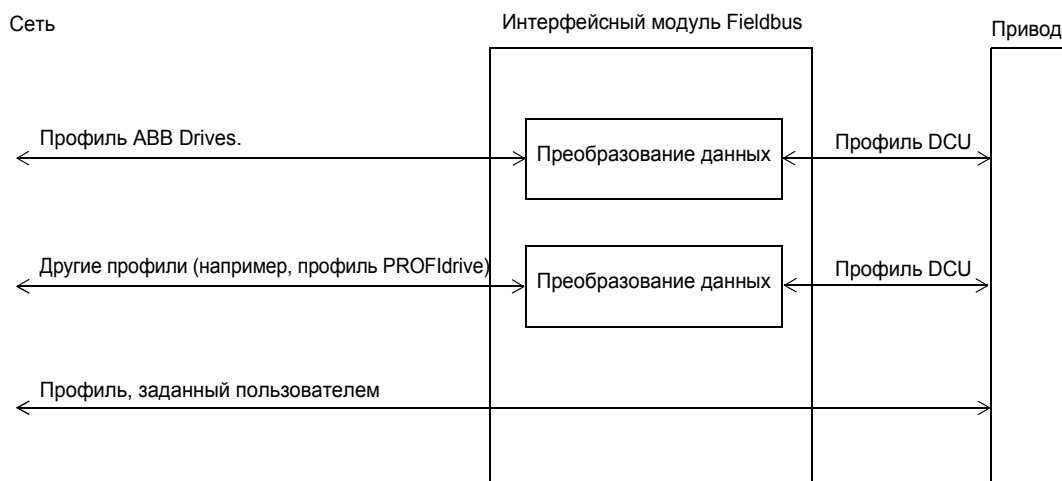 Сеть
Интерфейсный модуль Fieldbus
Привод
Профиль ABB Drives.
Преобразование данных
Профиль DCU
Другие профили (например, профиль PROFIdrive)
Преобразование данных
Профиль DCU
Профиль, заданный пользователем